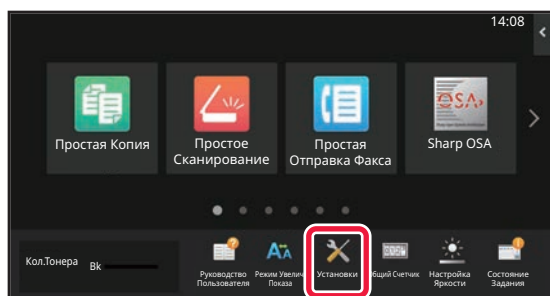 14:08
Простая Копия
Простое
Сканирование
Простая
Отправка Факса
Sharp OSA
OSA
Кол.Тонера
Bk
Руководство
Пользователя
Режим Увелич
Показа
Установки
бщий Счетчик
Настройка
Яркости
Состояние
Задания